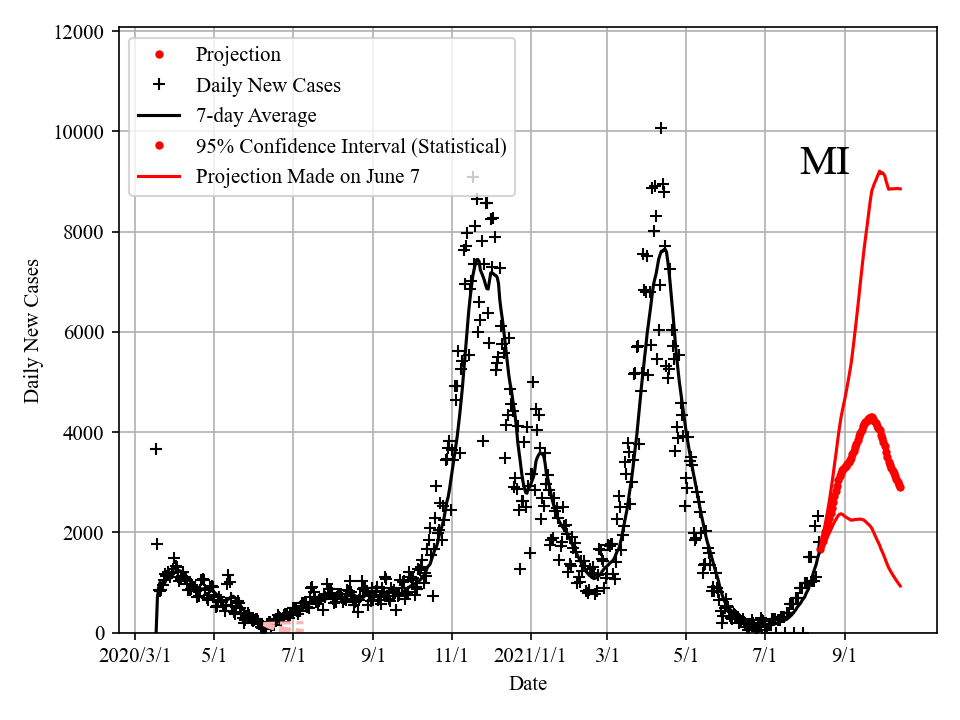 12000
10000
8000
6000
4000
2000
0
Daily New Cases
Projection
Daily New Cases
7-day Average
95% Confidence Interval (Statistical)
Projection Made on June 7
MI
2020/3/1 5/1 7/1 9/1 11/1 2021/1/1 3/1 5/1 7/1 9/1
Date